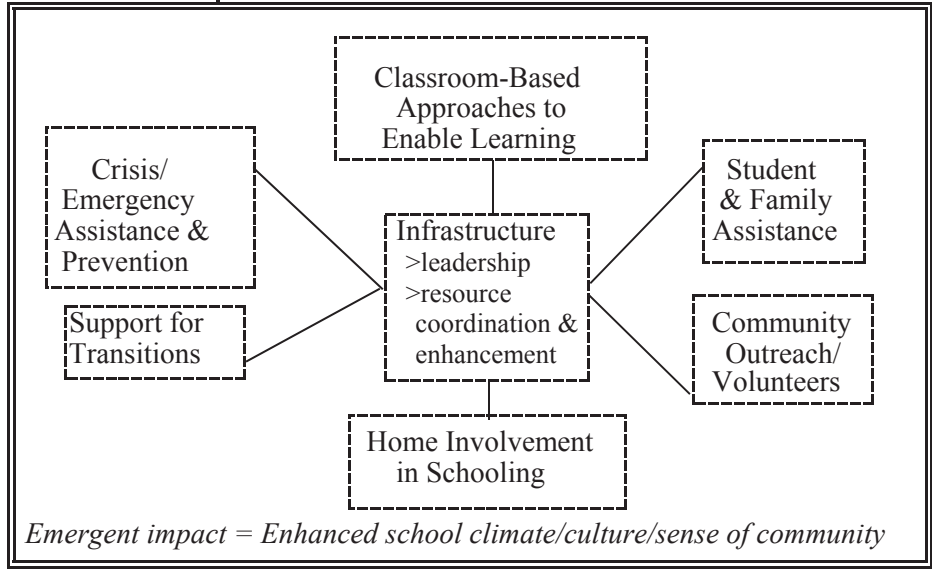 Classroom-Based
Approaches to
Enable Learning
Crisis/
Emergency
Assistance &
Prevention
Student
& Family
Assistance
Infrastructure
>leadership
>resource
coordination &
enhancement
Support for
Transitions
Community
Outreach/
Volunteers
Home Involvement
in Schooling
Emergent impact = Enhanced school climate/culture/sense of community